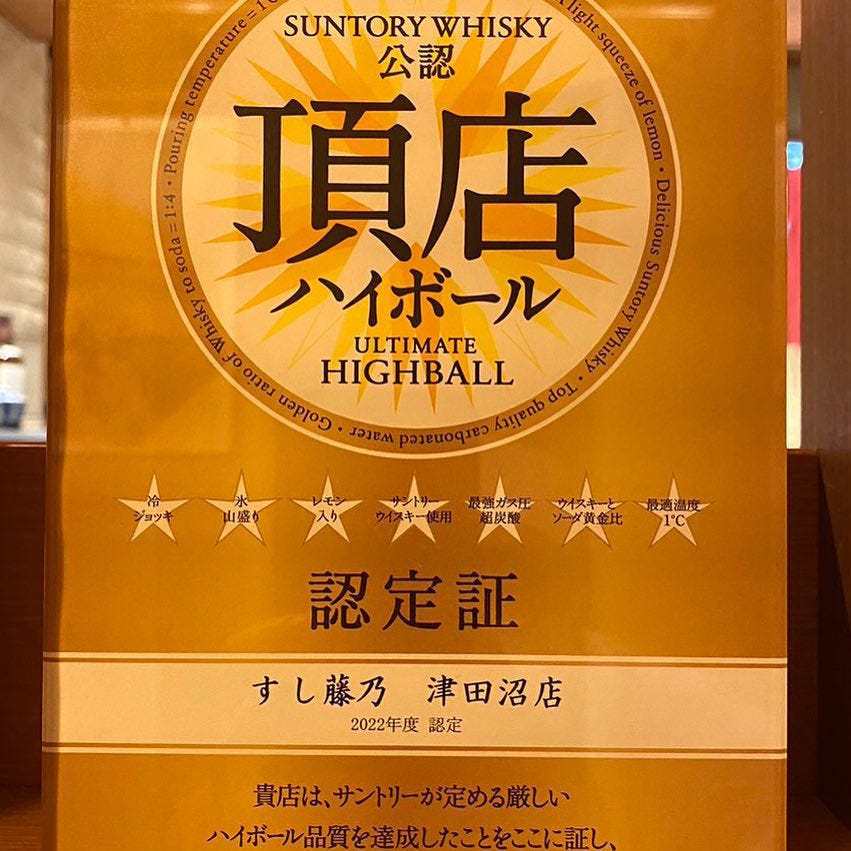 SUNTORY WHISKY
公認
頂店
ハイボール
ULTIMATE
HIGHBALL
Golden ratio of Whisky to soda = 1:4 • Pouring temperature = 1
light squeeze of lemon • Delicious Suntory Whisky • Top quality carbonated water •
冷
ジョッキ
氷
山盛り
レモン
入り
サントリー
ウイスキー使用
最強ガス圧
超炭酸
ウイスキーと
ソーダ黄金比
最適温度
1℃
認定証
すし藤乃 津田沼店
2022年度 認定
貴店は、サントリーが定める厳しい
ハイボール品質を達成したことをここに証し、